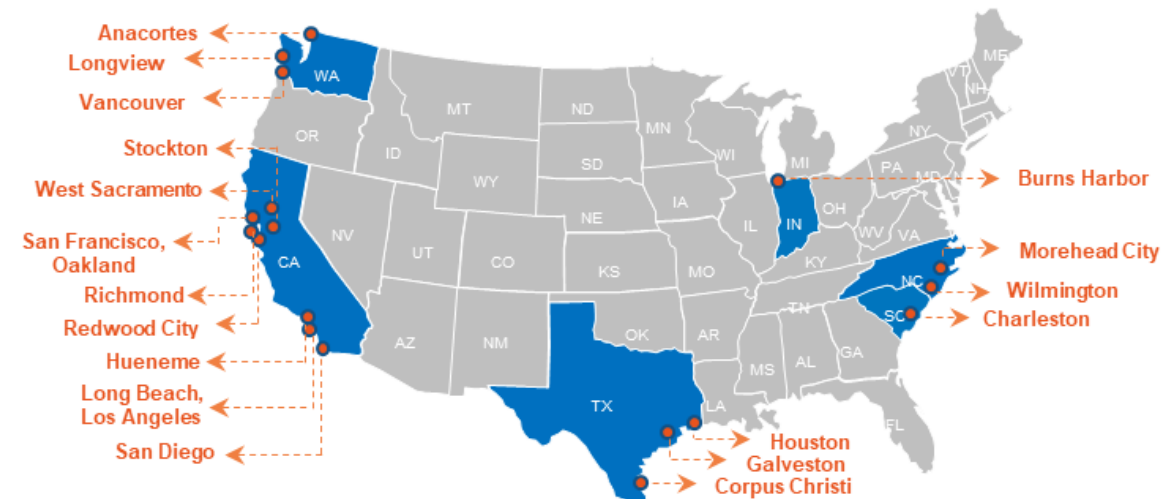 Anacortes
Longview
Vancouver
Stockton
West Sacramento
San Francisco,
Oakland
Richmond
Redwood City
Hueneme
Long Beach,
Los Angeles
San Diego
WA
OR
CA
NV
ID
MT
WY
UT
AZ
CO
NM
ND
SD
NE
KS
OK
TX
MN
IA
MO
AR
LA
WI
IL
MS
MI
IN
KY
TN
AL
OH
WV
VA
NC
SC
GA
FL
PA
NY
MD
VT
NH
ME
Burns Harbor
Morehead City
Wilmington
Charleston
Houston
Galveston
Corpus Christi